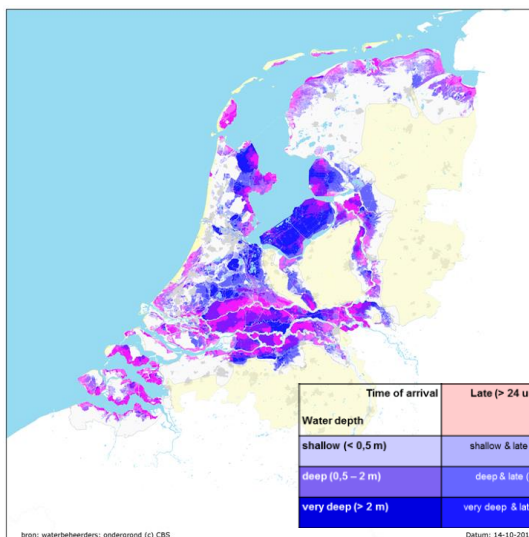 Time of arrival
Late (> 24 u
Water depth
shallow (< 0,5 m)
shallow & late
deep (0,5 – 2 m)
deep & late (
very deep (> 2 m)
very deep & lat
bron: waterbeheerders; ondergrond (c) CBS
Datum: 14-10-201